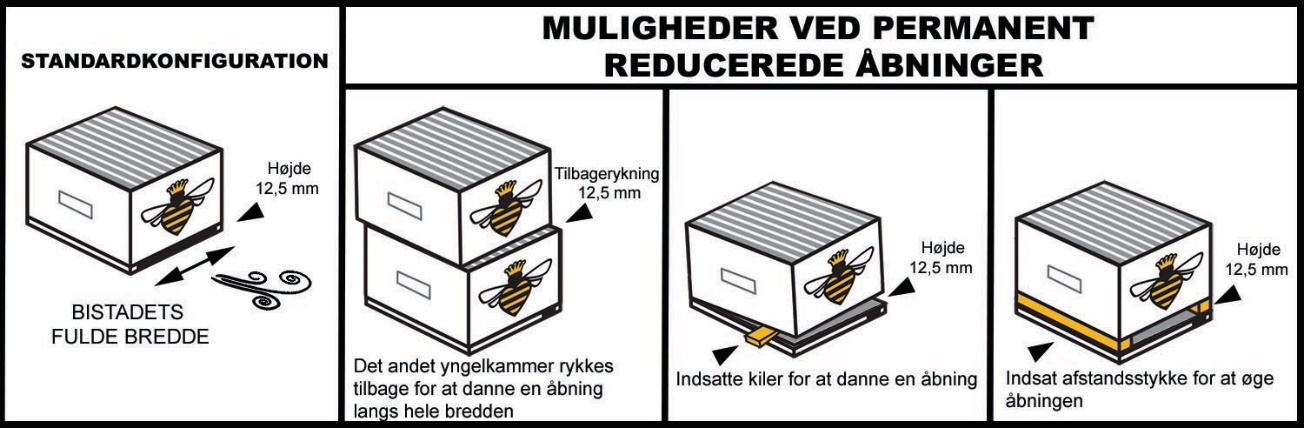 STANDARDKONFIGURATION
Højde
12,5 mm
BISTADETS
FULDE BREDDE
MULIGHEDER VED PERMANENT
REDUCEREDE ÅBNINGER
Tilbagerykning
12,5 mm
Det andet yngelkammer rykkes
tilbage for at danne en åbning
langs hele bredden
Højde
12,5 mm
Indsatte kiler for at danne en åbning
Højde
12,5 mm
Indsat afstandsstykke for at øge
åbningen